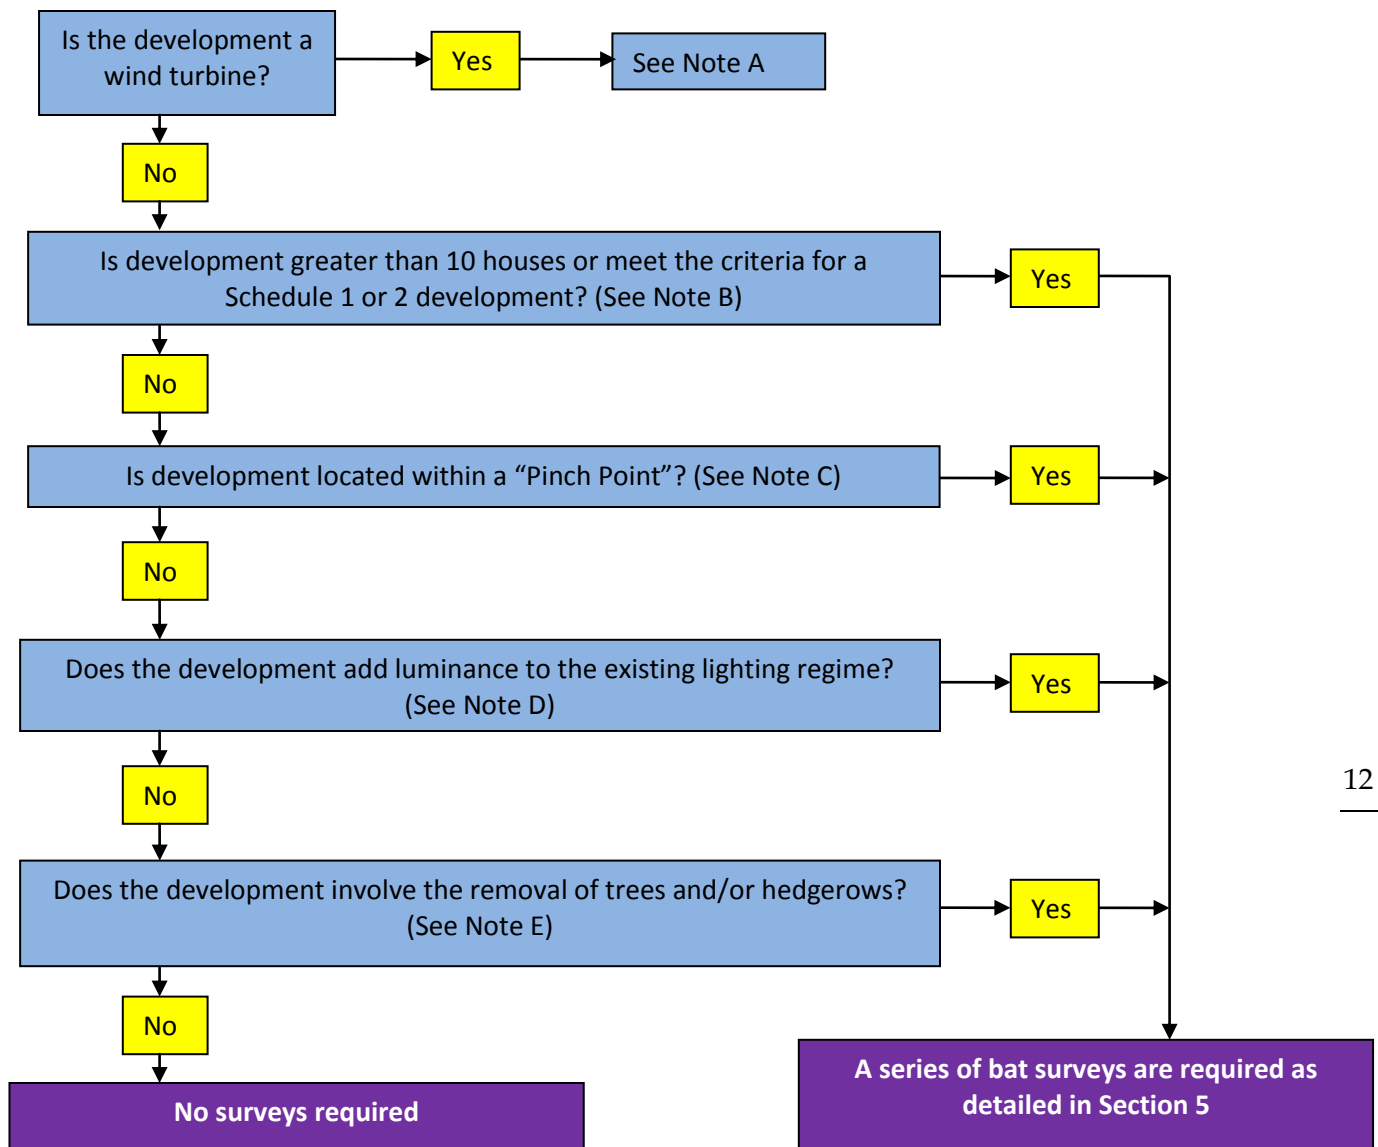 Is the development a
wind turbine?
Yes
See Note A
No
Is development greater than 10 houses or meet the criteria for a
Schedule 1 or 2 development? (See Note B)
Yes
No
Is development located within a “Pinch Point”? (See Note C)
Yes
No
Does the development add luminance to the existing lighting regime?
(See Note D)
Yes
No
12
Does the development involve the removal of trees and/or hedgerows?
(See Note E)
Yes
No
No surveys required
A series of bat surveys are required as
detailed in Section 5